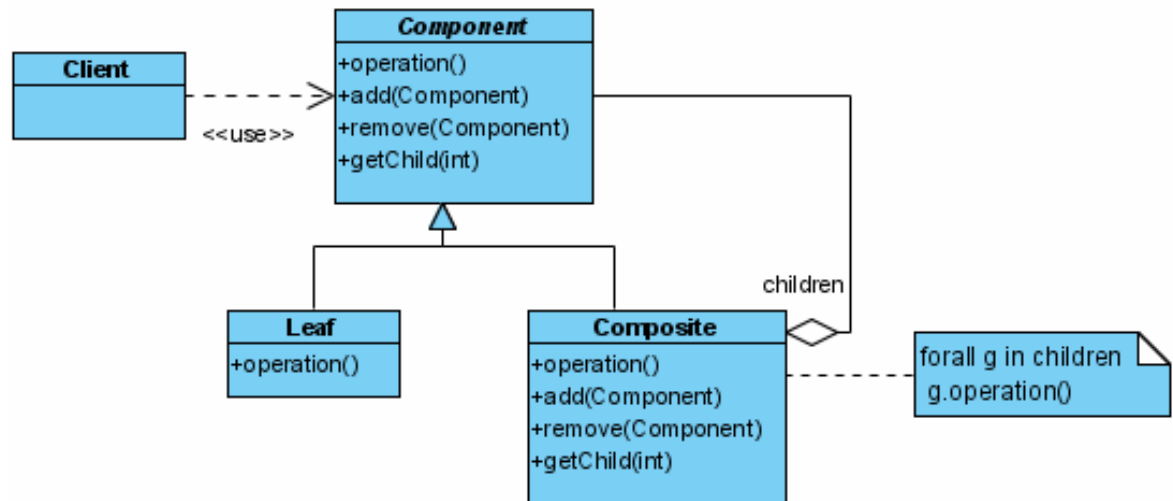 Component
+operation()
+add(Component)
+remove(Component)
+getChild(int)
Client
<<use>>
children
Leaf
+operation()
Composite
+operation()
+add(Component)
+remove(Component)
+getChild(int)
forall g in children
g.operation()